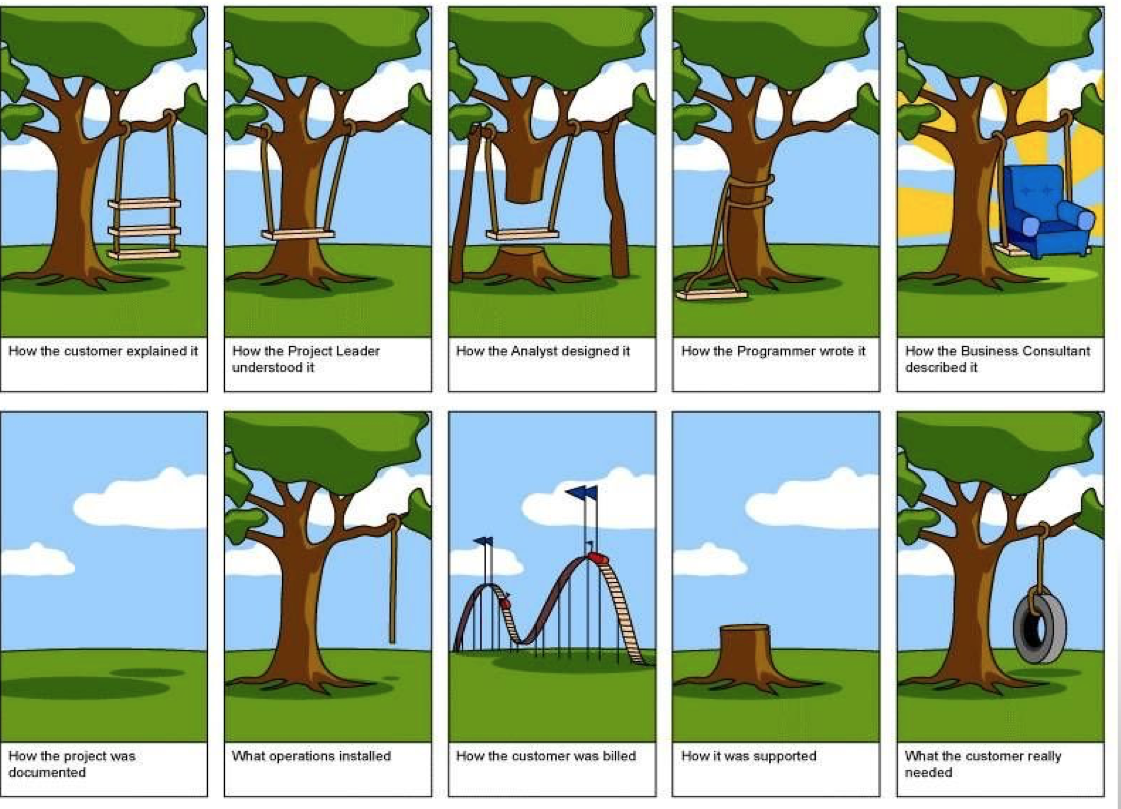 How the customer explained it
How the Project Leader
understood it
How the Analyst designed it
How the Programmer wrote it
How the Business Consultant
described it
How the project was
documented
What operations installed
How the customer was billed
How it was supported
What the customer really
needed